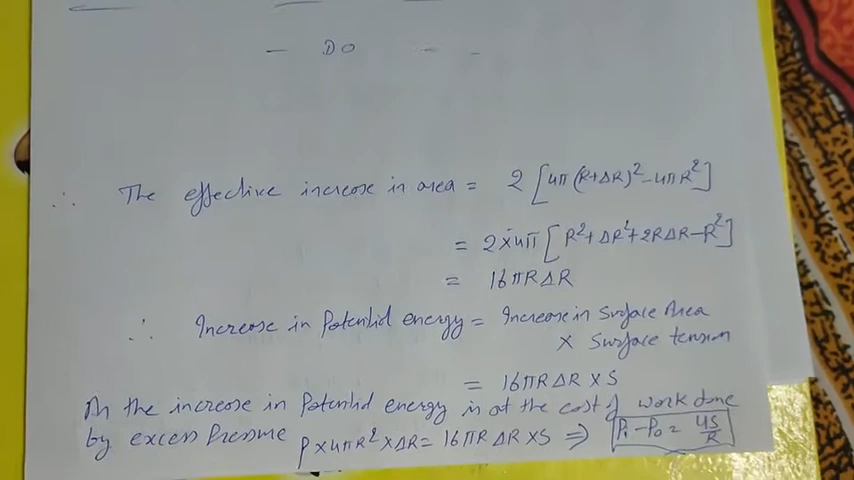 — DO — -
∴ The effective increase in area = 2 [4π(R+ΔR)²-4πR²]
= 2×4π [R²+ΔR²+2RΔR-R²]
= 16πRΔR
∴ Increase in Potential energy = Increase in Surface Area
× Surface tension
= 16πRΔR×S
As the increase in Potential energy is at the cost of work done
by excess Pressure P×4πR²×ΔR = 16πRΔR×S ⇒ Pi-Po = 4S/R